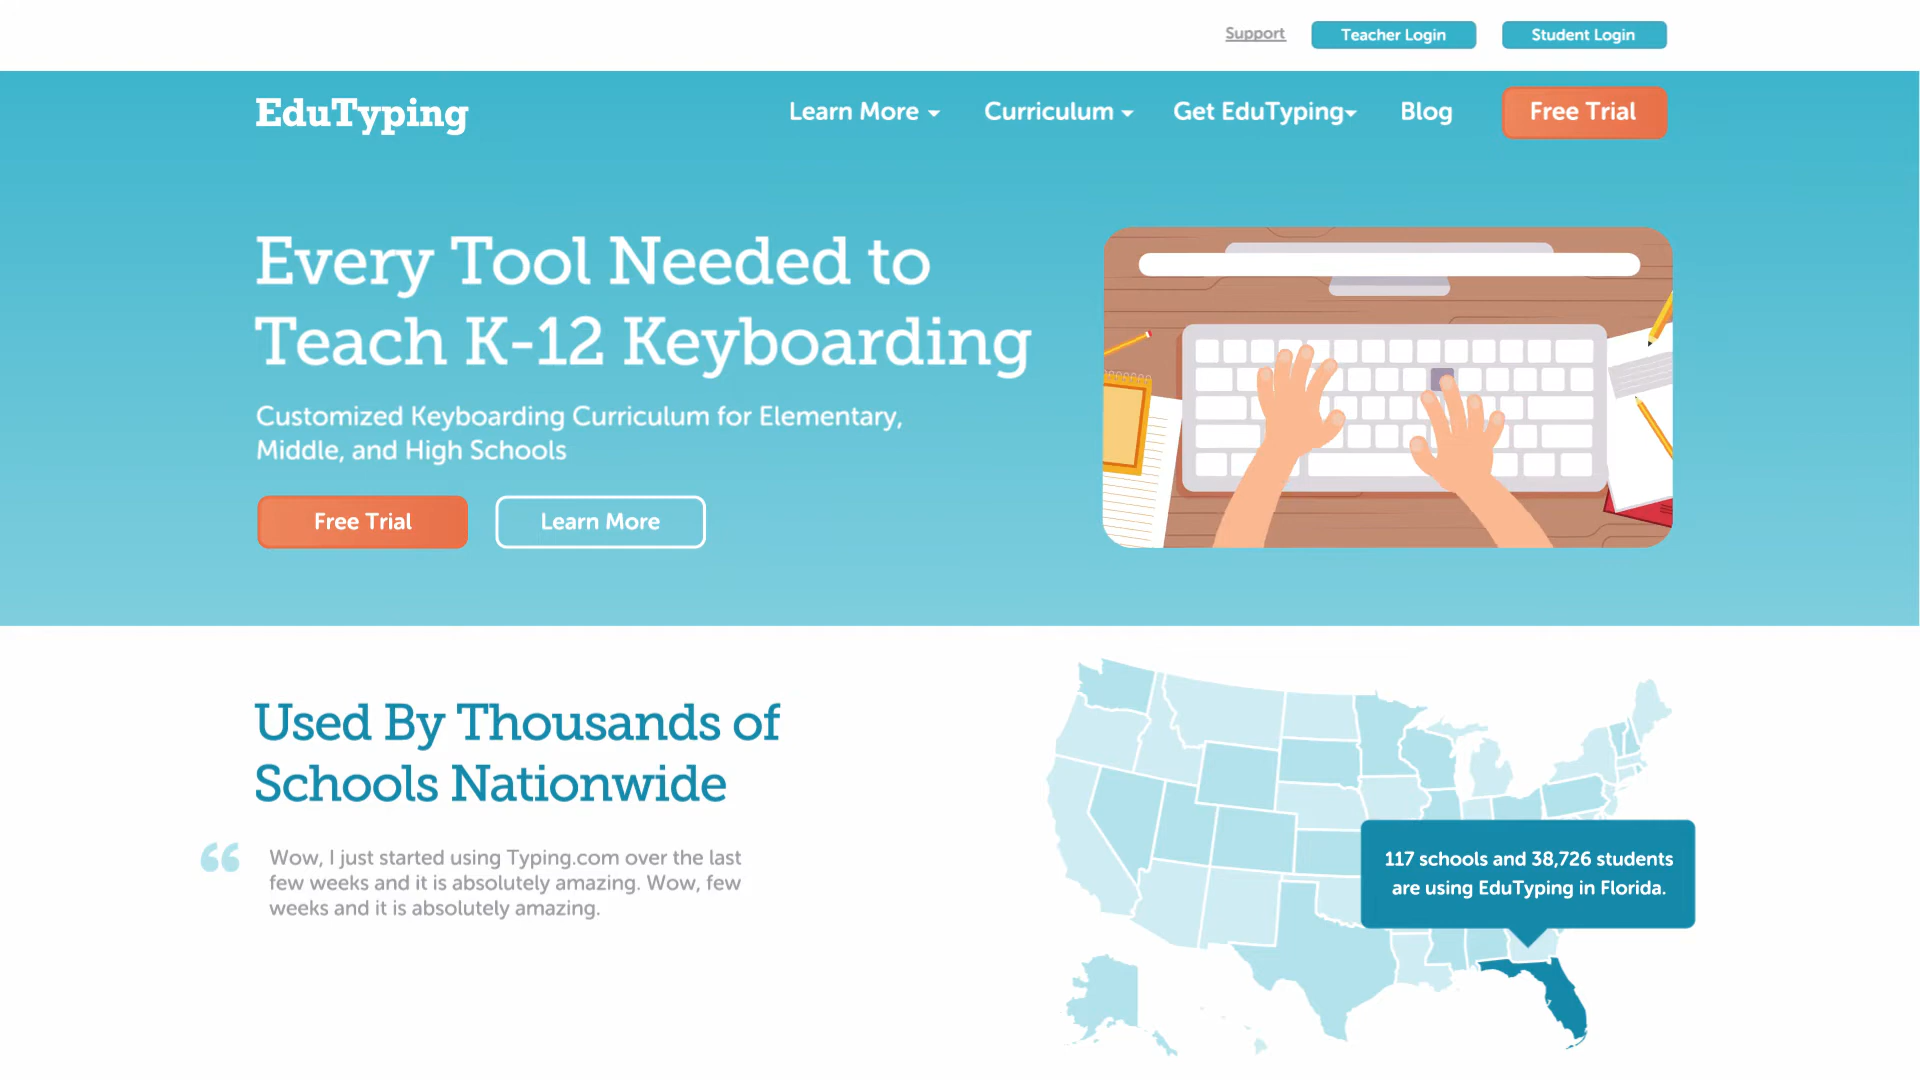 Support
Teacher Login
Student Login
EduTyping
Learn More
Curriculum
Get EduTyping
Blog
Free Trial
Every Tool Needed to
Teach K-12 Keyboarding
Customized Keyboarding Curriculum for Elementary,
Middle, and High Schools
Free Trial
Learn More
Used By Thousands of
Schools Nationwide
“ Wow, I just started using Typing.com over the last
few weeks and it is absolutely amazing. Wow, few
weeks and it is absolutely amazing.
117 schools and 38,726 students
are using EduTyping in Florida.